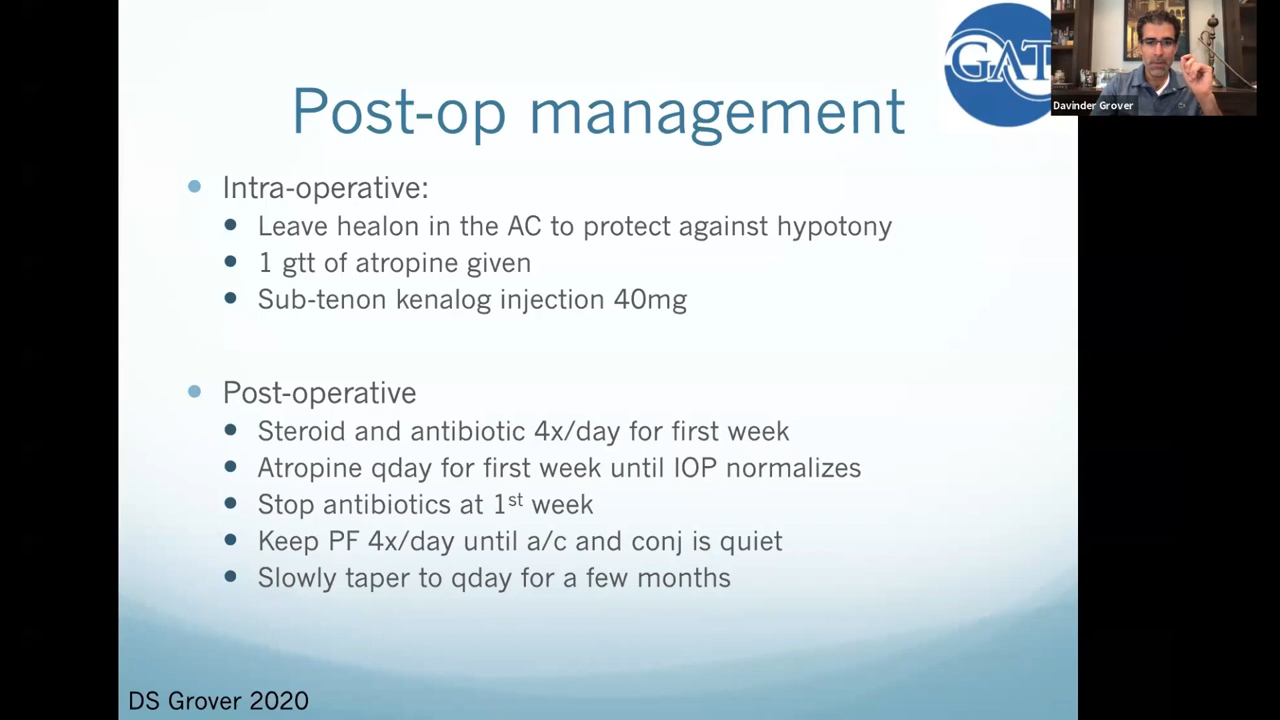 GAT
Davinder Grover
Post-op management
Intra-operative:
Leave healon in the AC to protect against hypotony
1 gtt of atropine given
Sub-tenon kenalog injection 40mg
Post-operative
Steroid and antibiotic 4x/day for first week
Atropine qday for first week until IOP normalizes
Stop antibiotics at 1st week
Keep PF 4x/day until a/c and conj is quiet
Slowly taper to qday for a few months
DS Grover 2020